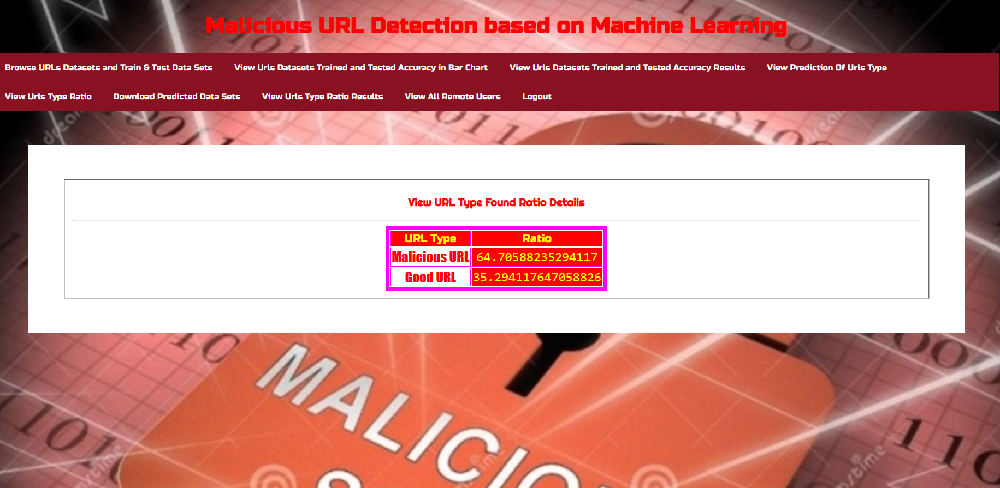 Malicious URL Detection based on Machine Learning
Browse URLs Datasets and Train & Test Data Sets View Urls Datasets Trained and Tested Accuracy in Bar Chart View Urls Datasets Trained and Tested Accuracy Results View Prediction Of Urls Type
View Urls Type Ratio Download Predicted Data Sets View Urls Type Ratio Results View All Remote Users Logout
View URL Type Found Ratio Details
URL Type Ratio
Malicious URL 64.70588235294117
Good URL 35.294117647058826